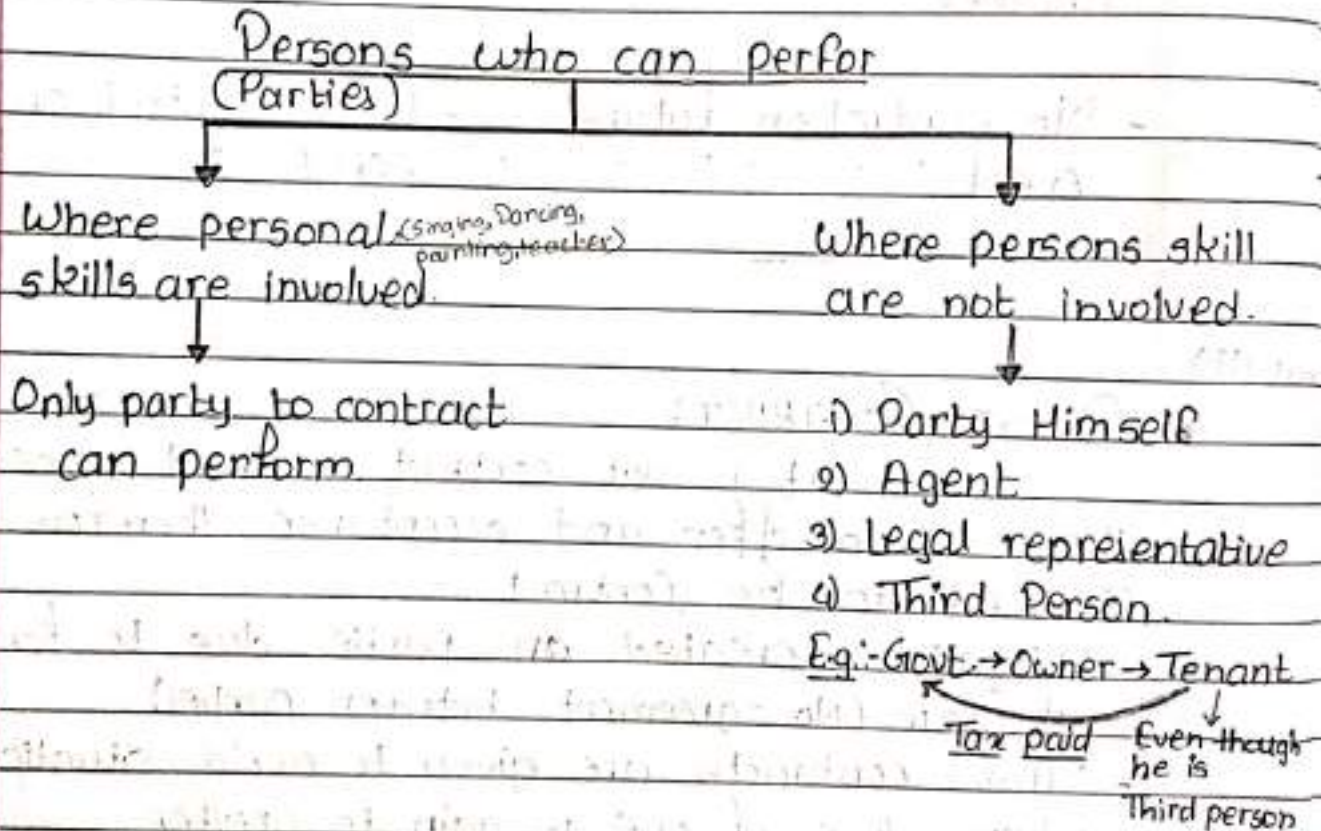 Persons who can perfor
(Parties)
Where personal (Singing, Dancing,
painting, teacher)
skills are involved.
Only party to contract
can perform.
Where persons skill
are not involved.
1) Party Himself
2) Agent
3) Legal representative
4) Third Person.
E.g:- Govt. → Owner → Tenant
Tax paid
Even though
he is
Third person